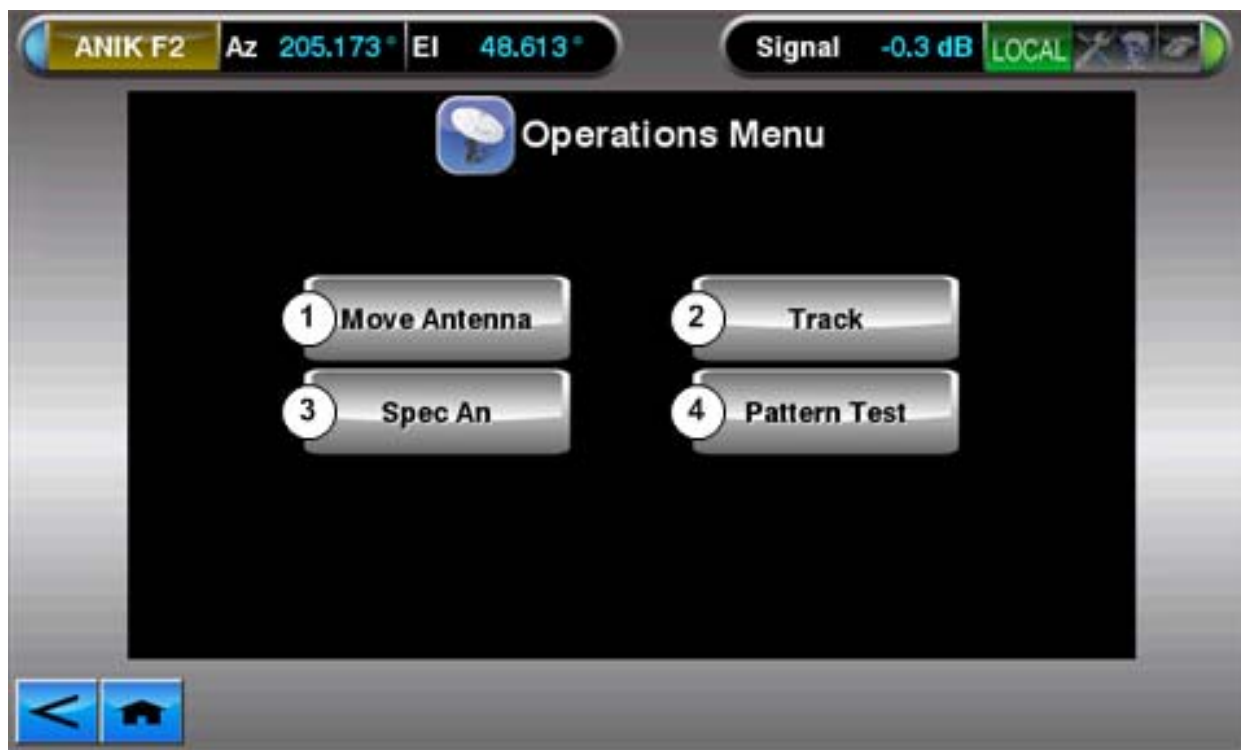 ANIK F2 Az 205.173° El 48.613° Signal -0.3 dB LOCAL
Operations Menu
1 Move Antenna 2 Track
3 Spec An 4 Pattern Test